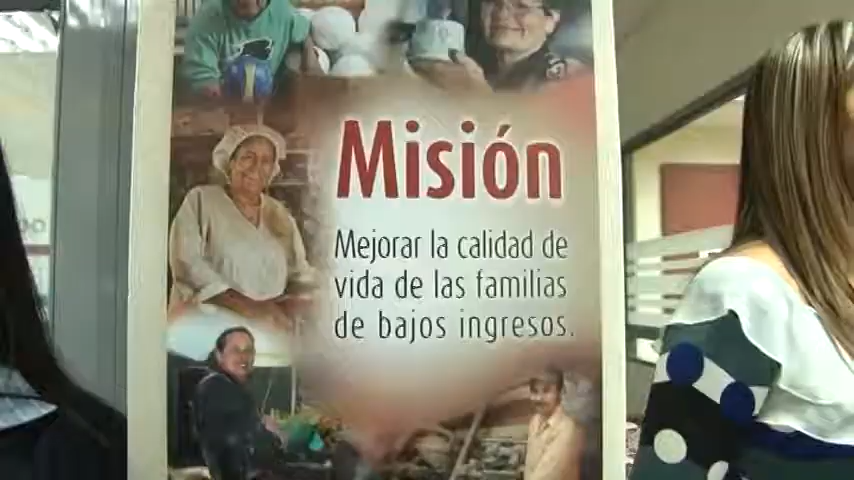 Misión
Mejorar la calidad de
vida de las familias
de bajos ingresos.